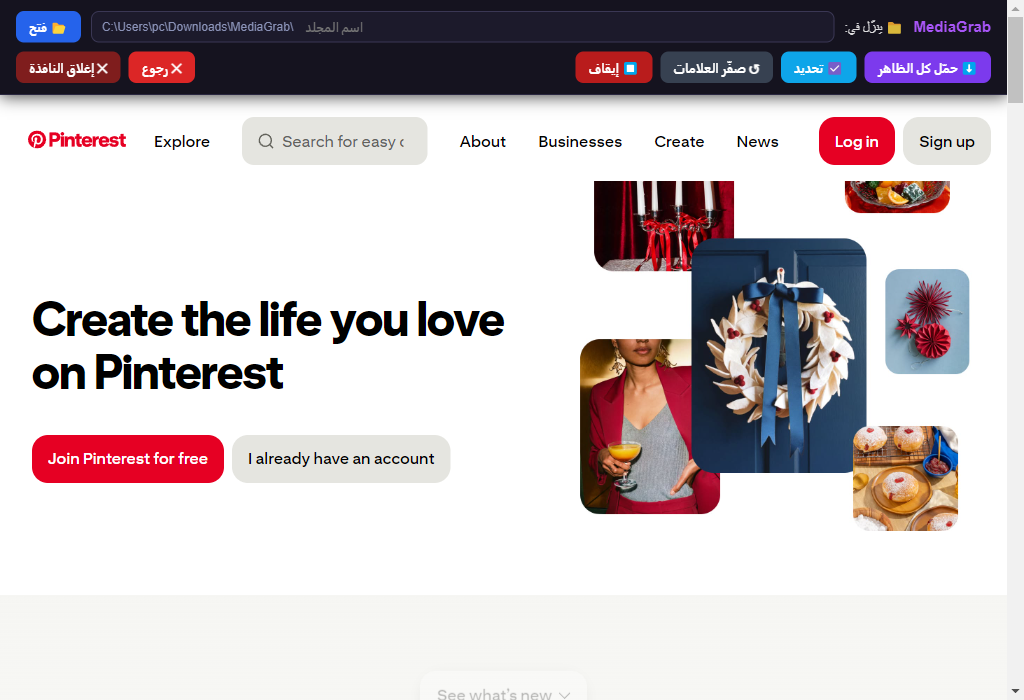 MediaGrab
📁 يتنزّل في:
C:\Users\pc\Downloads\MediaGrab\ اسم المجلد
📂 فتح
⬇️ حمّل كل الظاهر
☑️ تحديد
↺ صفّر العلامات
⏹️ إيقاف
❌ رجوع
❌ إغلاق النافذة
Pinterest
Explore
Search for easy c
About
Businesses
Create
News
Log in
Sign up
Create the life you love
on Pinterest
Join Pinterest for free
I already have an account
See what's new